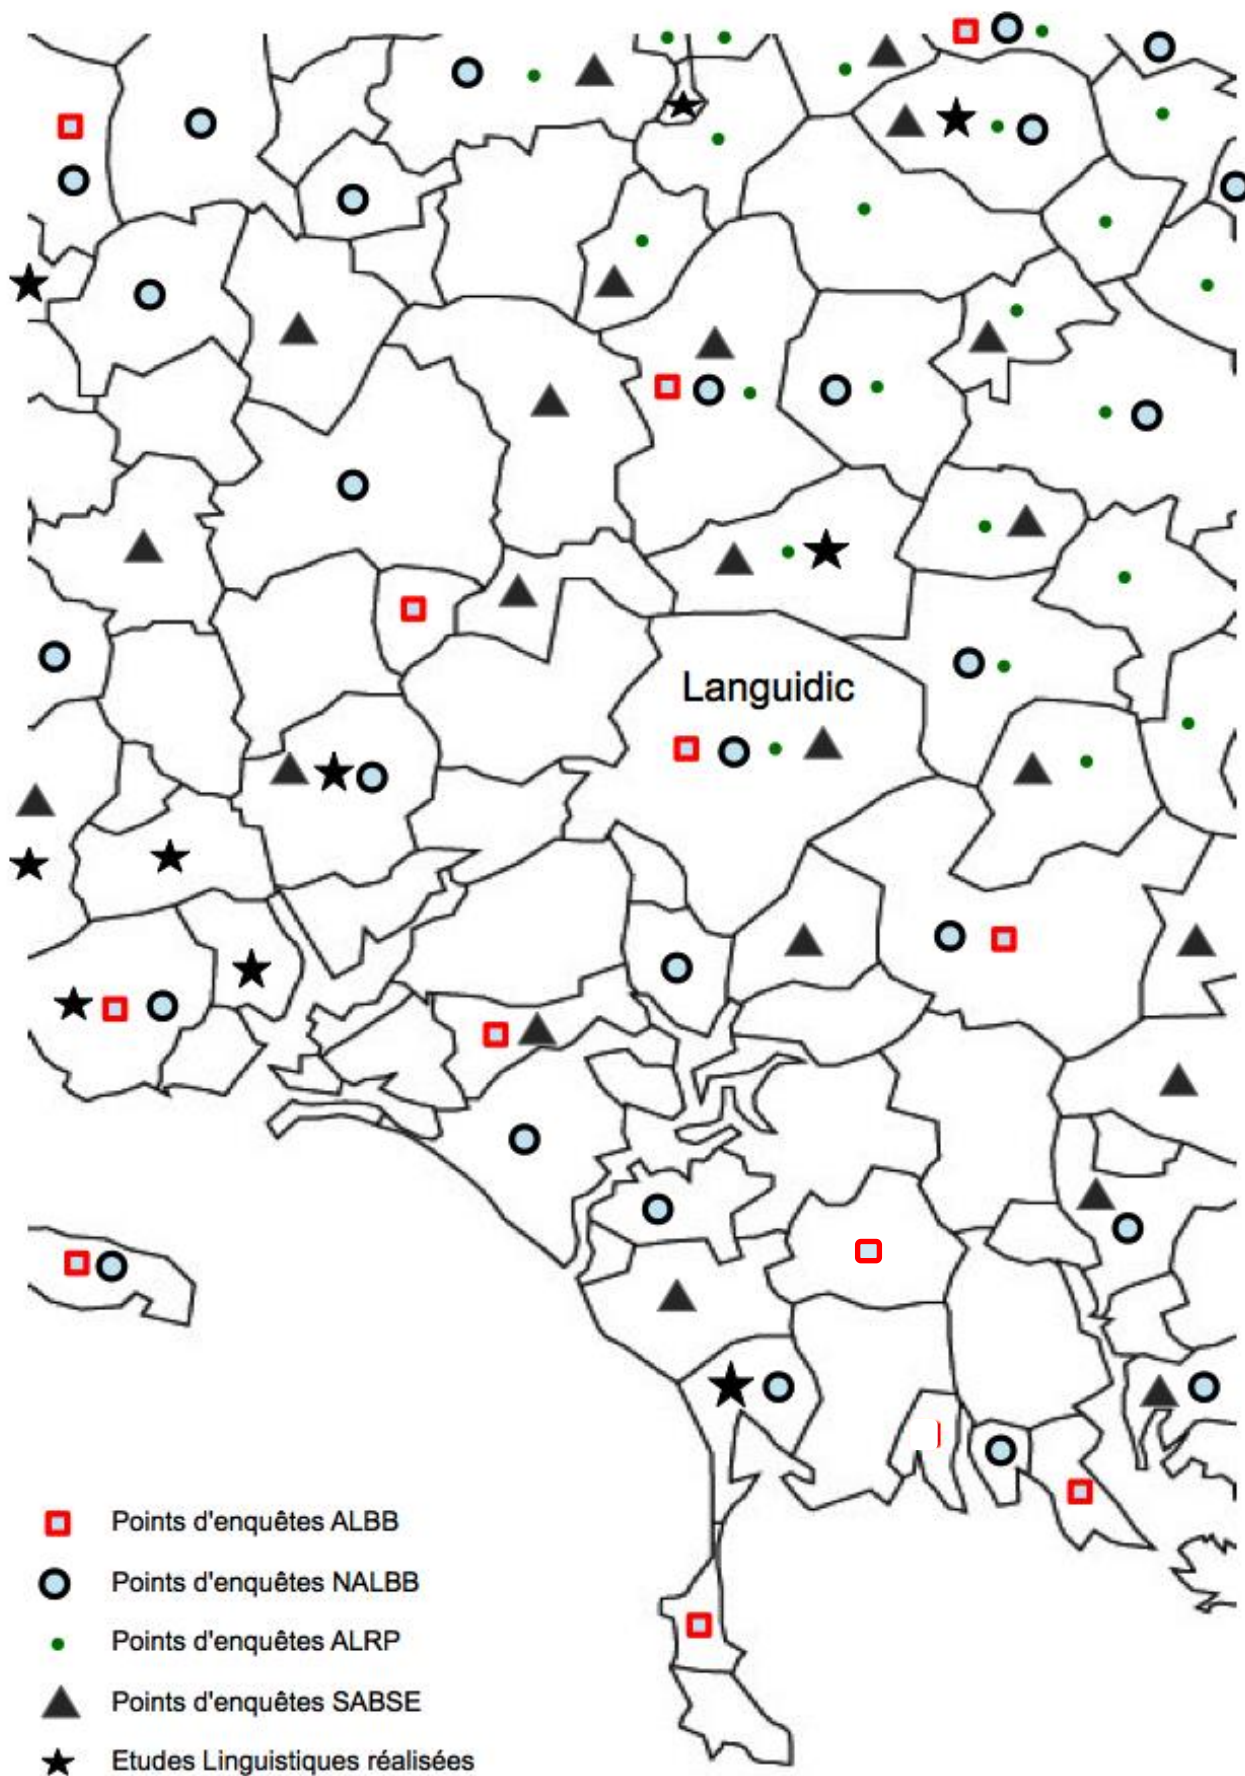 Languidic
Points d'enquêtes ALBB
Points d'enquêtes NALBB
Points d'enquêtes ALRP
Points d'enquêtes SABSE
Etudes Linguistiques réalisées